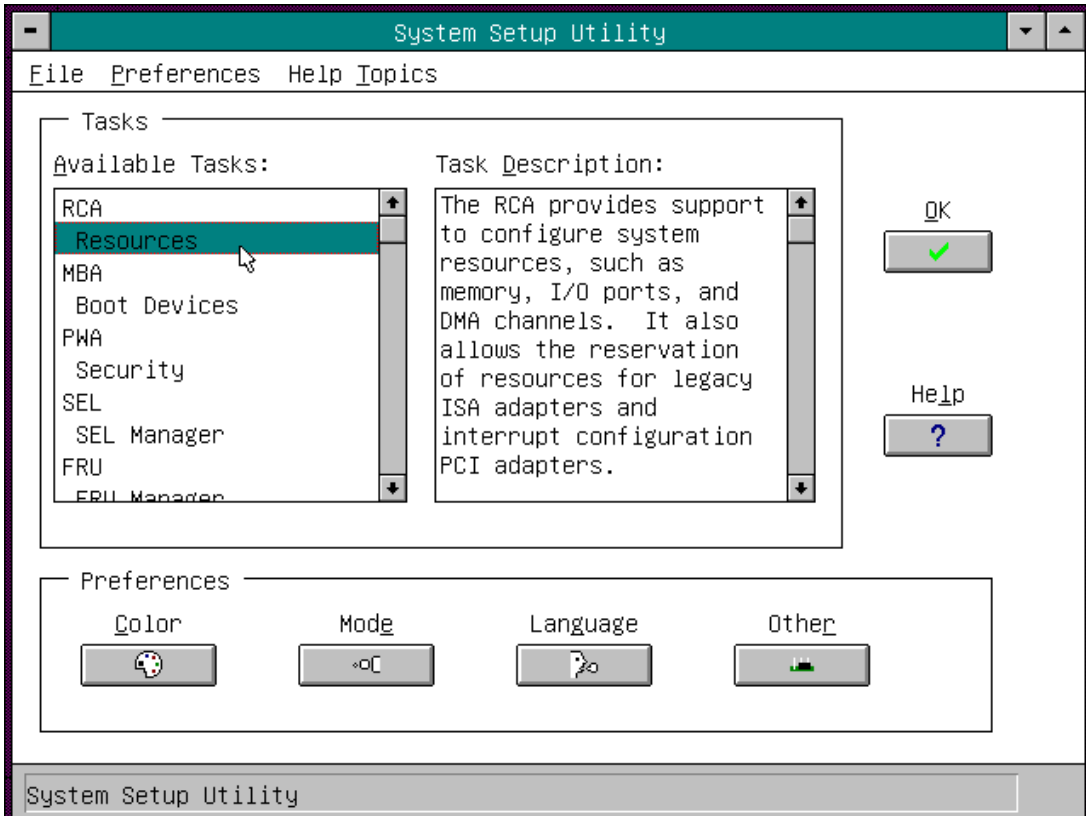 System Setup Utility
File Preferences Help Topics
Tasks
Available Tasks:
RCA
Resources
MBA
Boot Devices
PWA
Security
SEL
SEL Manager
FRU
FRU Manager
Task Description:
The RCA provides support
to configure system
resources, such as
memory, I/O ports, and
DMA channels.  It also
allows the reservation
of resources for legacy
ISA adapters and
interrupt configuration
PCI adapters.
OK
Help
?
Preferences
Color
Mode
Language
Other
System Setup Utility